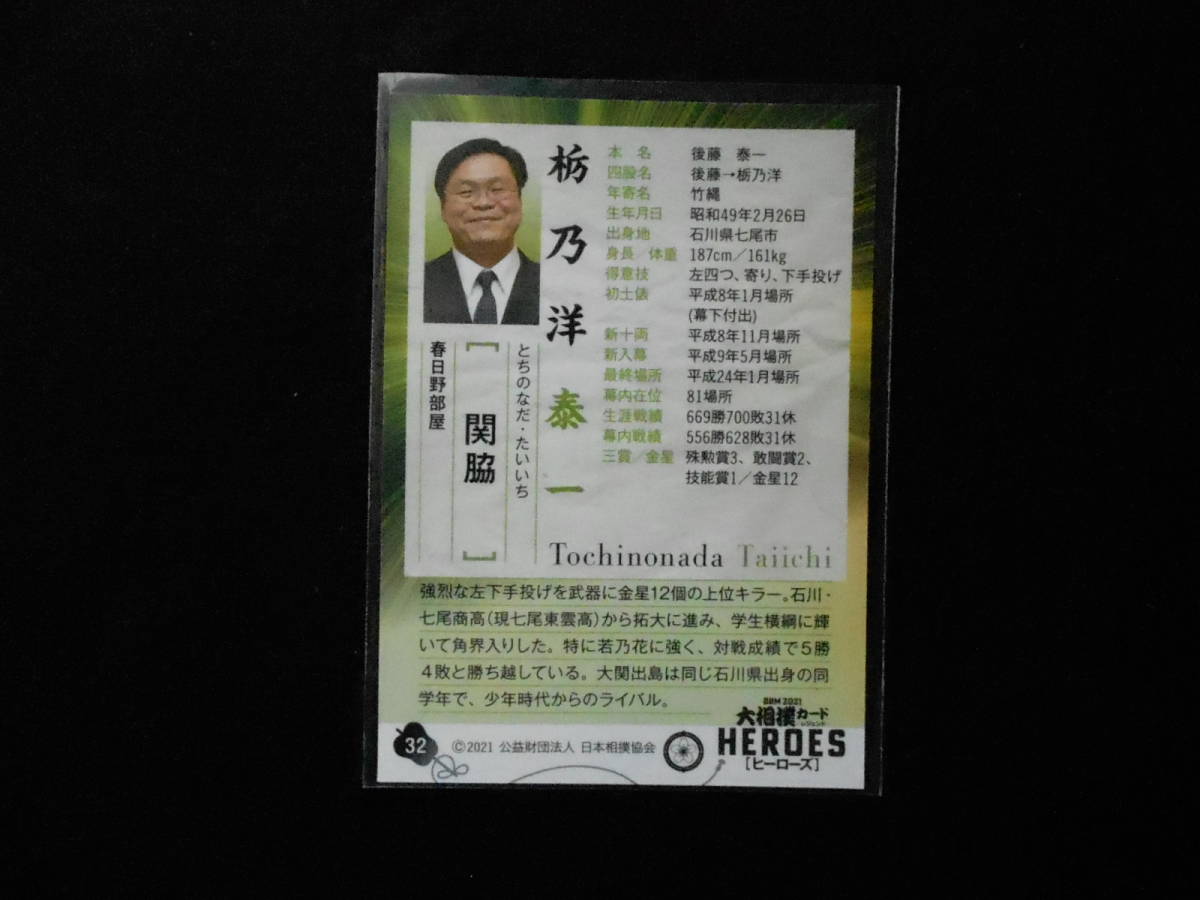 栃乃洋 泰一
とちのなだ・たいいち
[関脇]
春日野部屋
本名 後藤 泰一
四股名 後藤→栃乃洋
年寄名 竹縄
生年月日 昭和49年2月26日
出身地 石川県七尾市
身長/体重 187cm/161kg
得意技 左四つ、寄り、下手投げ
初土俵 平成8年1月場所
(幕下付出)
新十両 平成8年11月場所
新入幕 平成9年5月場所
最終場所 平成24年1月場所
幕内在位 81場所
生涯戦績 669勝700敗31休
幕内戦績 556勝628敗31休
三賞/金星 殊勲賞3、敢闘賞2、
技能賞1/金星12
Tochinonada Taiichi
強烈な左下手投げを武器に金星12個の上位キラー。石川・
七尾商高(現七尾東雲高)から拓大に進み、学生横綱に輝
いて角界入りした。特に若乃花に強く、対戦成績で5勝
4敗と勝ち越している。大関出島は同じ石川県出身の同
学年で、少年時代からのライバル。
32
©2021 公益財団法人 日本相撲協会
BBM 2021
大相撲カード
レジェンド
HEROES
[ヒーローズ]